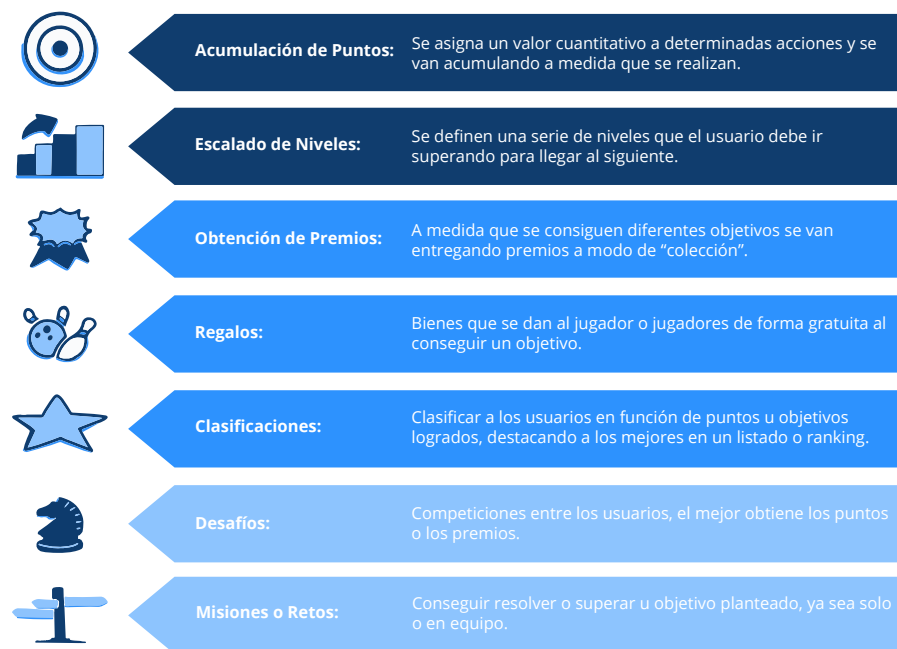 Acumulación de Puntos:
Se asigna un valor cuantitativo a determinadas acciones y se
van acumulando a medida que se realizan.
Escalado de Niveles:
Se definen una serie de niveles que el usuario debe ir
superando para llegar al siguiente.
Obtención de Premios:
A medida que se consiguen diferentes objetivos se van
entregando premios a modo de “colección”.
Regalos:
Bienes que se dan al jugador o jugadores de forma gratuita al
conseguir un objetivo.
Clasificaciones:
Clasificar a los usuarios en función de puntos u objetivos
logrados, destacando a los mejores en un listado o ranking.
Desafíos:
Competiciones entre los usuarios, el mejor obtiene los puntos
o los premios.
Misiones o Retos:
Conseguir resolver o superar u objetivo planteado, ya sea solo
o en equipo.